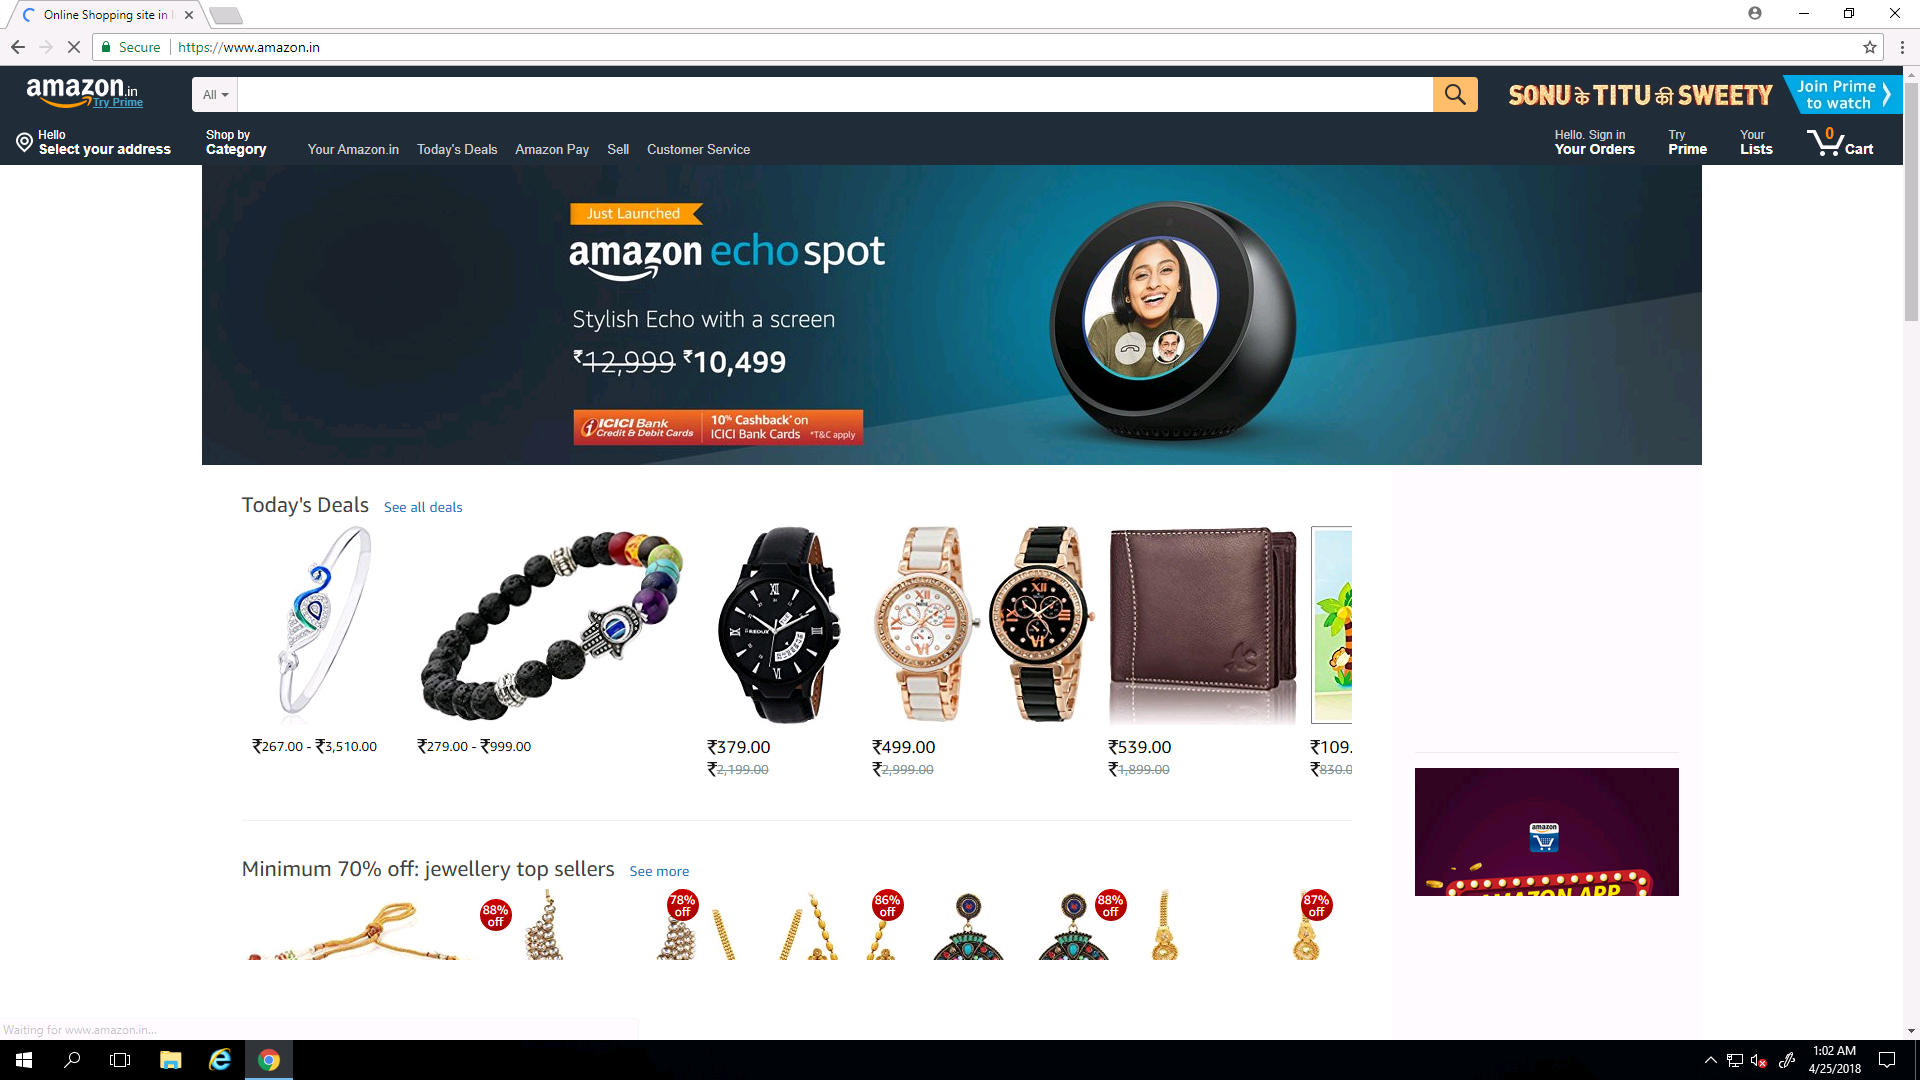 Online Shopping site in
Secure https://www.amazon.in
amazon.in
Try Prime
All
SONU के TITU की SWEETY
Join Prime
to watch
Hello
Select your address
Shop by
Category
Your Amazon.in Today's Deals Amazon Pay Sell Customer Service
Hello. Sign in
Your Orders
Try
Prime
Your
Lists
0
Cart
Just Launched
amazon echo spot
Stylish Echo with a screen
₹12,999 ₹10,499
ICICI Bank
Credit & Debit Cards
10% Cashback* on
ICICI Bank Cards *T&C apply
Today's Deals See all deals
REDUX
₹267.00 - ₹3,510.00
₹279.00 - ₹999.00
₹379.00
₹2,199.00
₹499.00
₹2,999.00
₹539.00
₹1,899.00
₹109.
₹830.0
amazon
AMAZON APP
Minimum 70% off: jewellery top sellers See more
88%
off
78%
off
86%
off
88%
off
87%
off
Waiting for www.amazon.in...
1:02 AM
4/25/2018